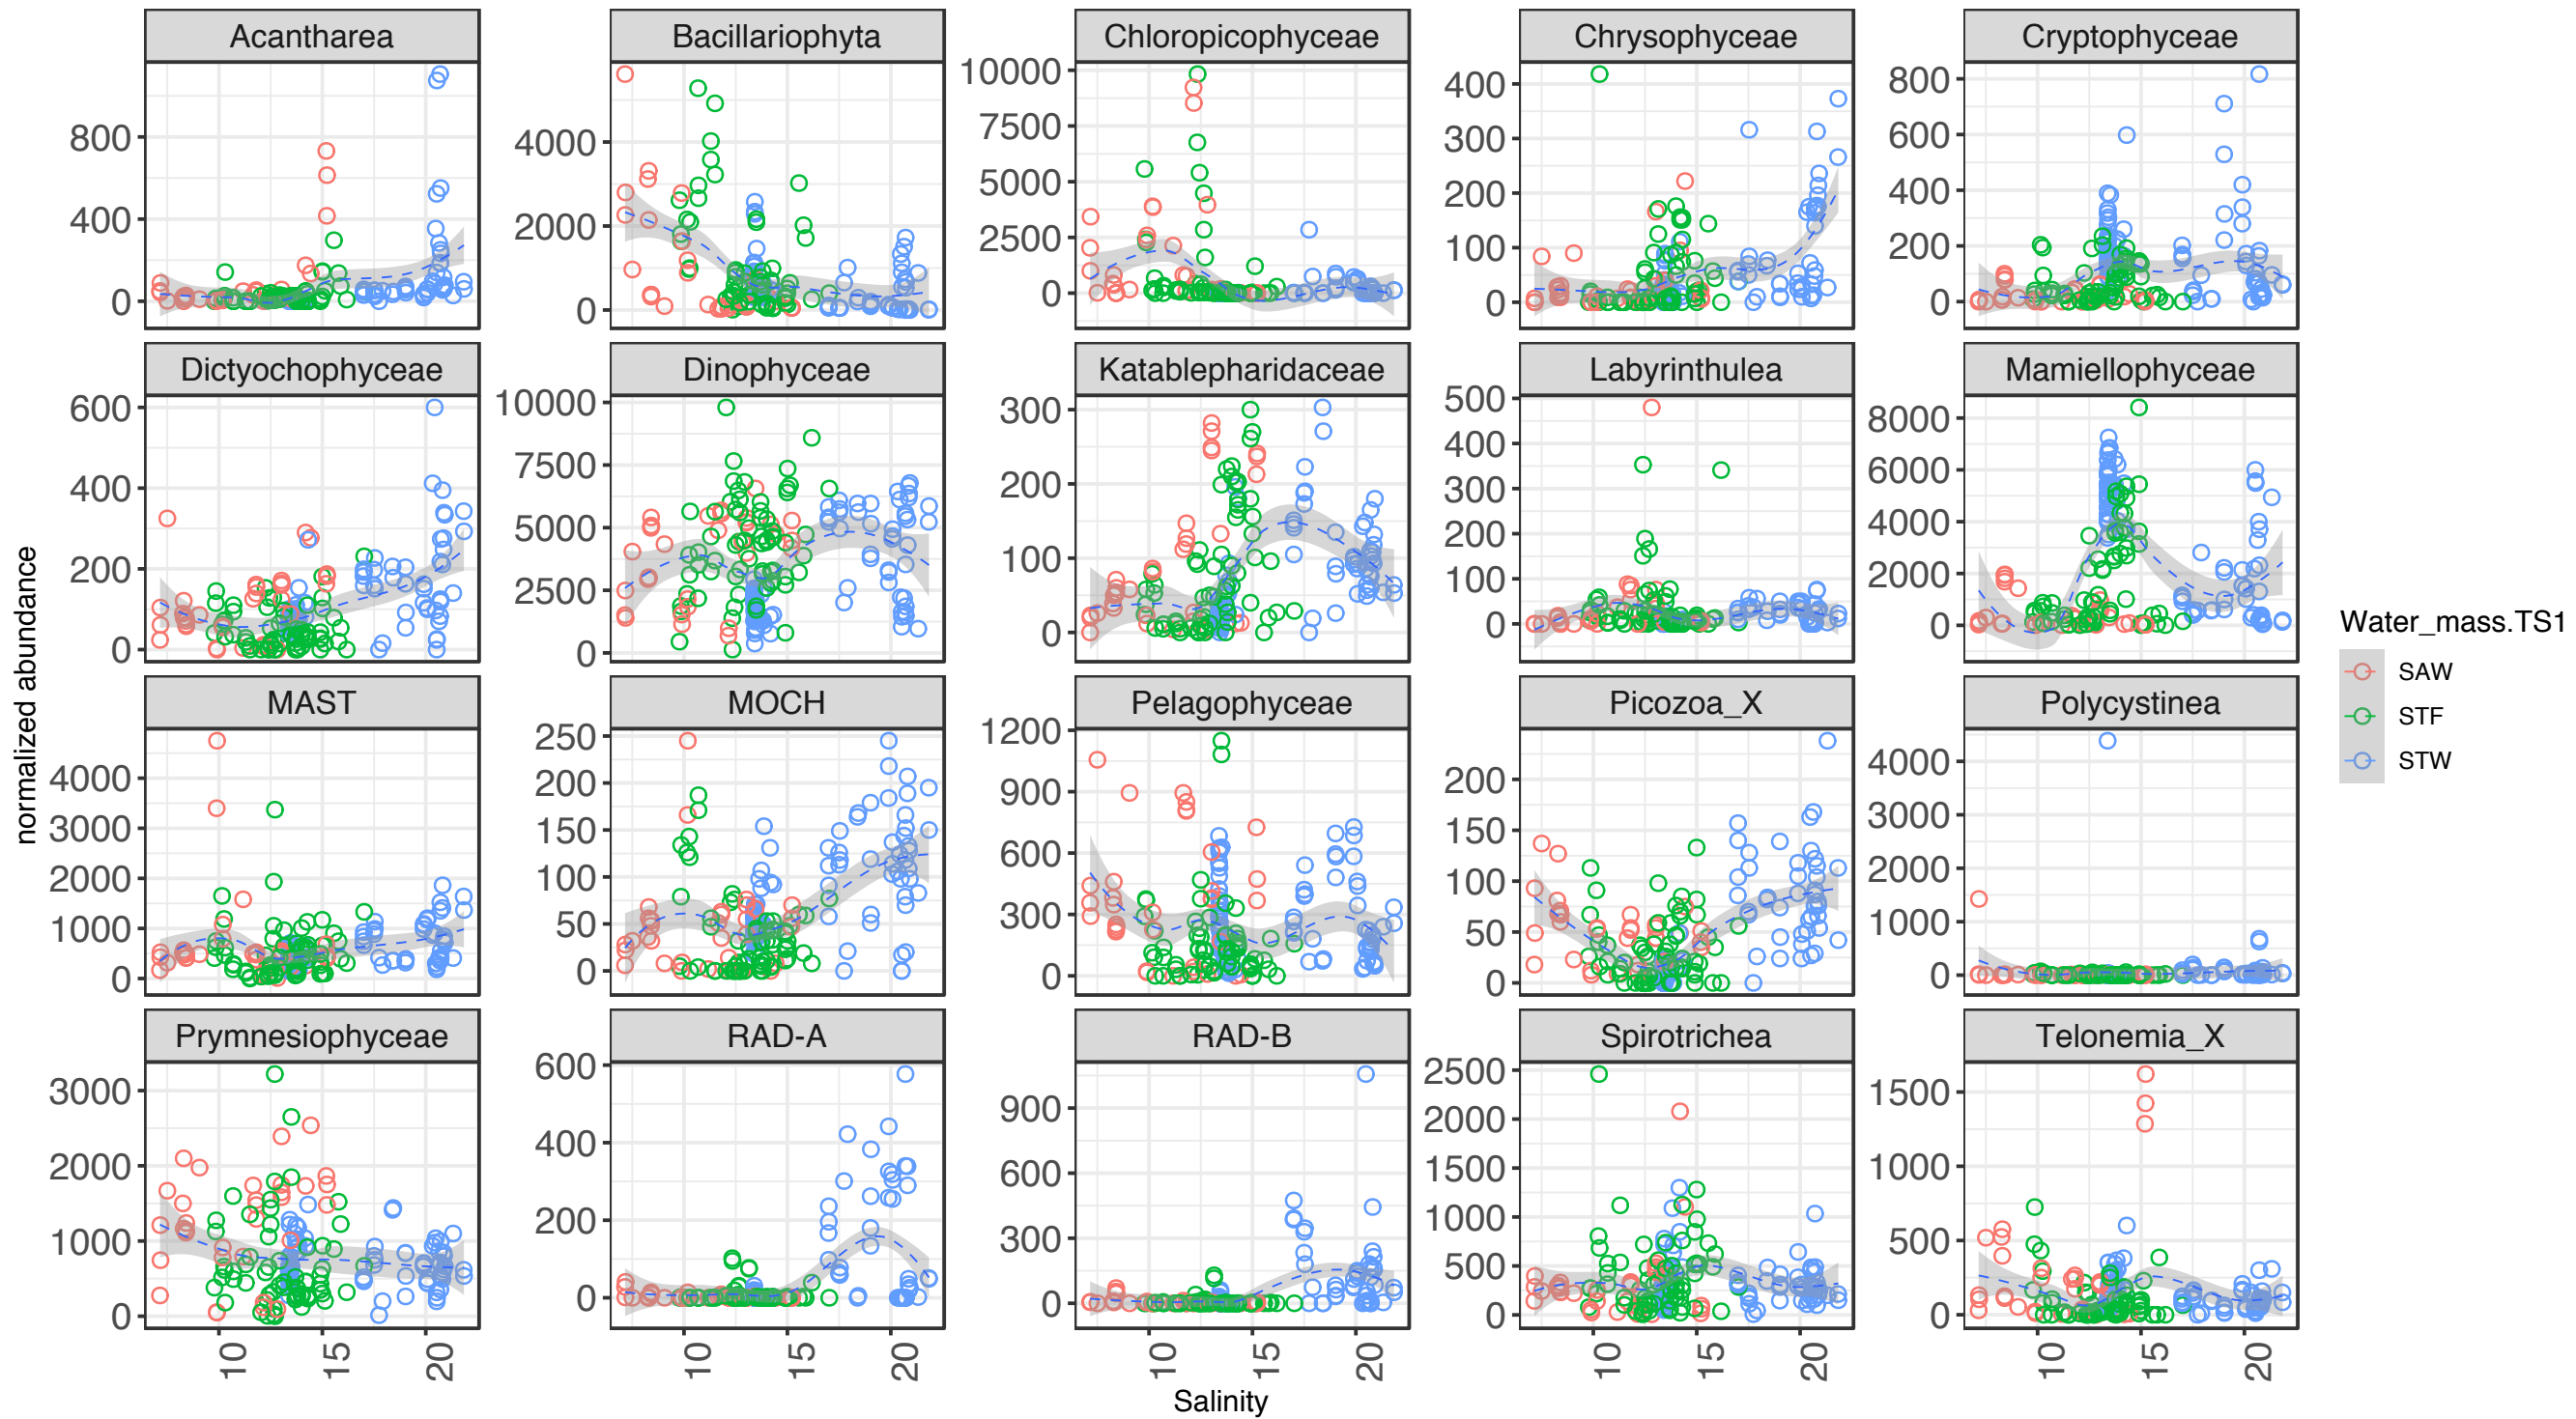 Acantharea Bacillariophyta Chloropicophyceae Chrysophyceae Cryptophyceae
0 400 800
0 2000 4000
0 2500 5000 7500 10000
0 100 200 300 400
0 200 400 600 800
Dictyochophyceae Dinophyceae Katablepharidaceae Labyrinthulea Mamiellophyceae
0 200 400 600
0 2500 5000 7500 10000
0 100 200 300
0 100 200 300 400 500
0 2000 4000 6000 8000
MAST MOCH Pelagophyceae Picozoa_X Polycystinea
0 1000 2000 3000 4000
0 50 100 150 200 250
0 300 600 900 1200
0 50 100 150 200
0 1000 2000 3000 4000
Prymnesiophyceae RAD-A RAD-B Spirotrichea Telonemia_X
0 1000 2000 3000
0 200 400 600
0 300 600 900
0 500 1000 1500 2000 2500
0 500 1000 1500
10 15 20 10 15 20 10 15 20 10 15 20 10 15 20
Salinity
normalized abundance
Water_mass.TS1
SAW
STF
STW